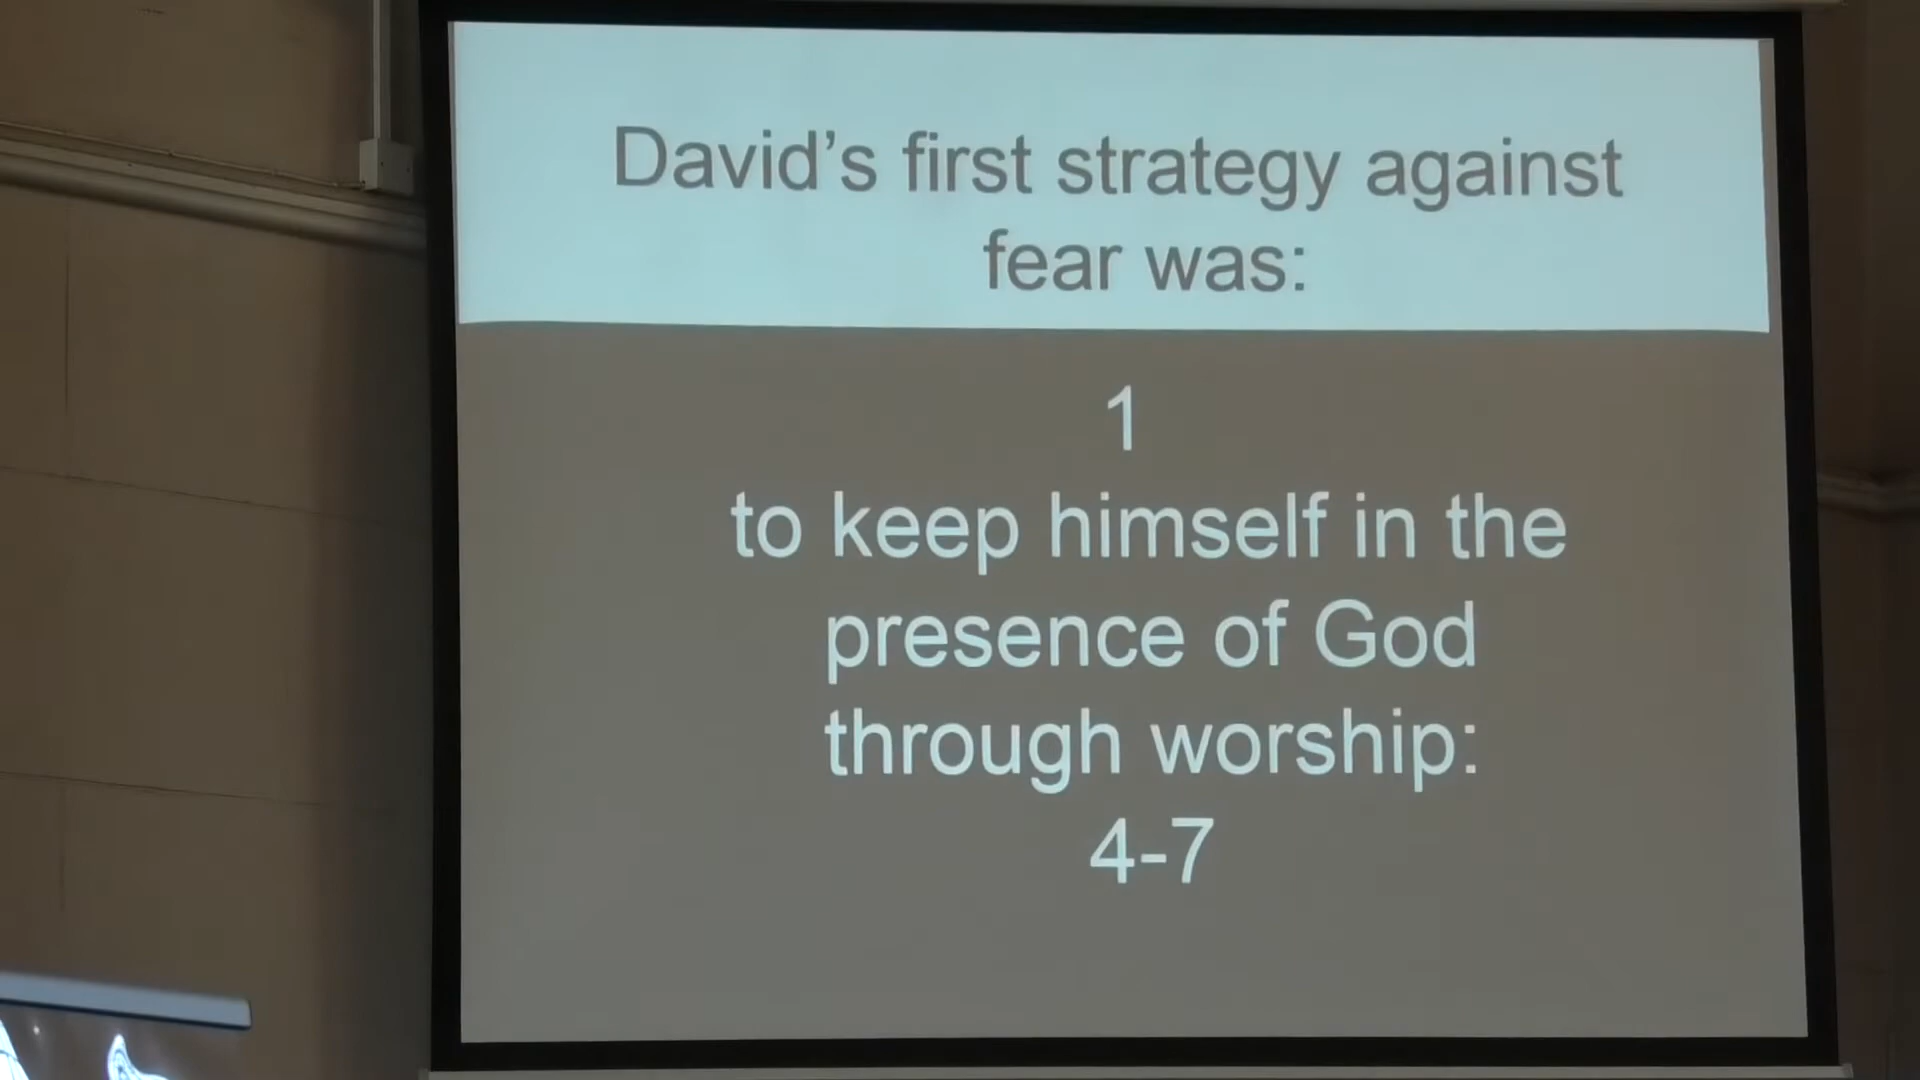 David’s first strategy against
fear was:
1
to keep himself in the
presence of God
through worship:
4-7